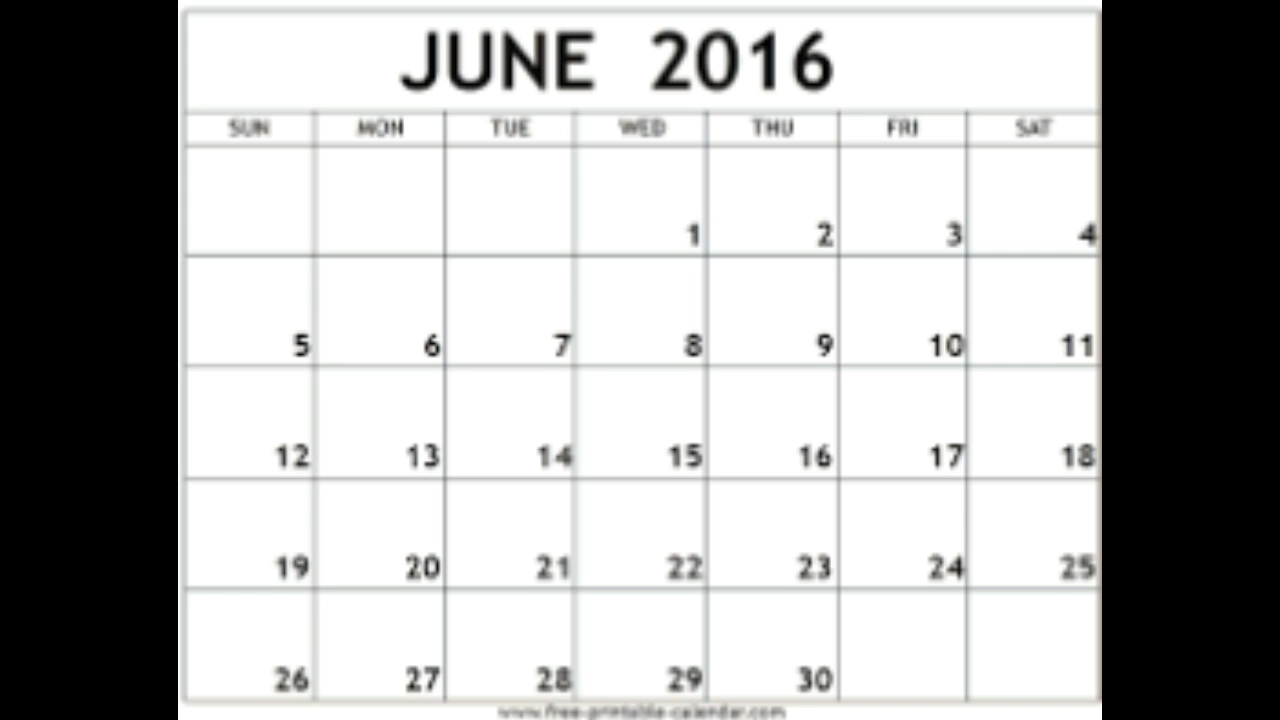 JUNE 2016
SUN MON TUE WED THU FRI SAT
1 2 3 4
5 6 7 8 9 10 11
12 13 14 15 16 17 18
19 20 21 22 23 24 25
26 27 28 29 30
www.free-printable-calendar.com